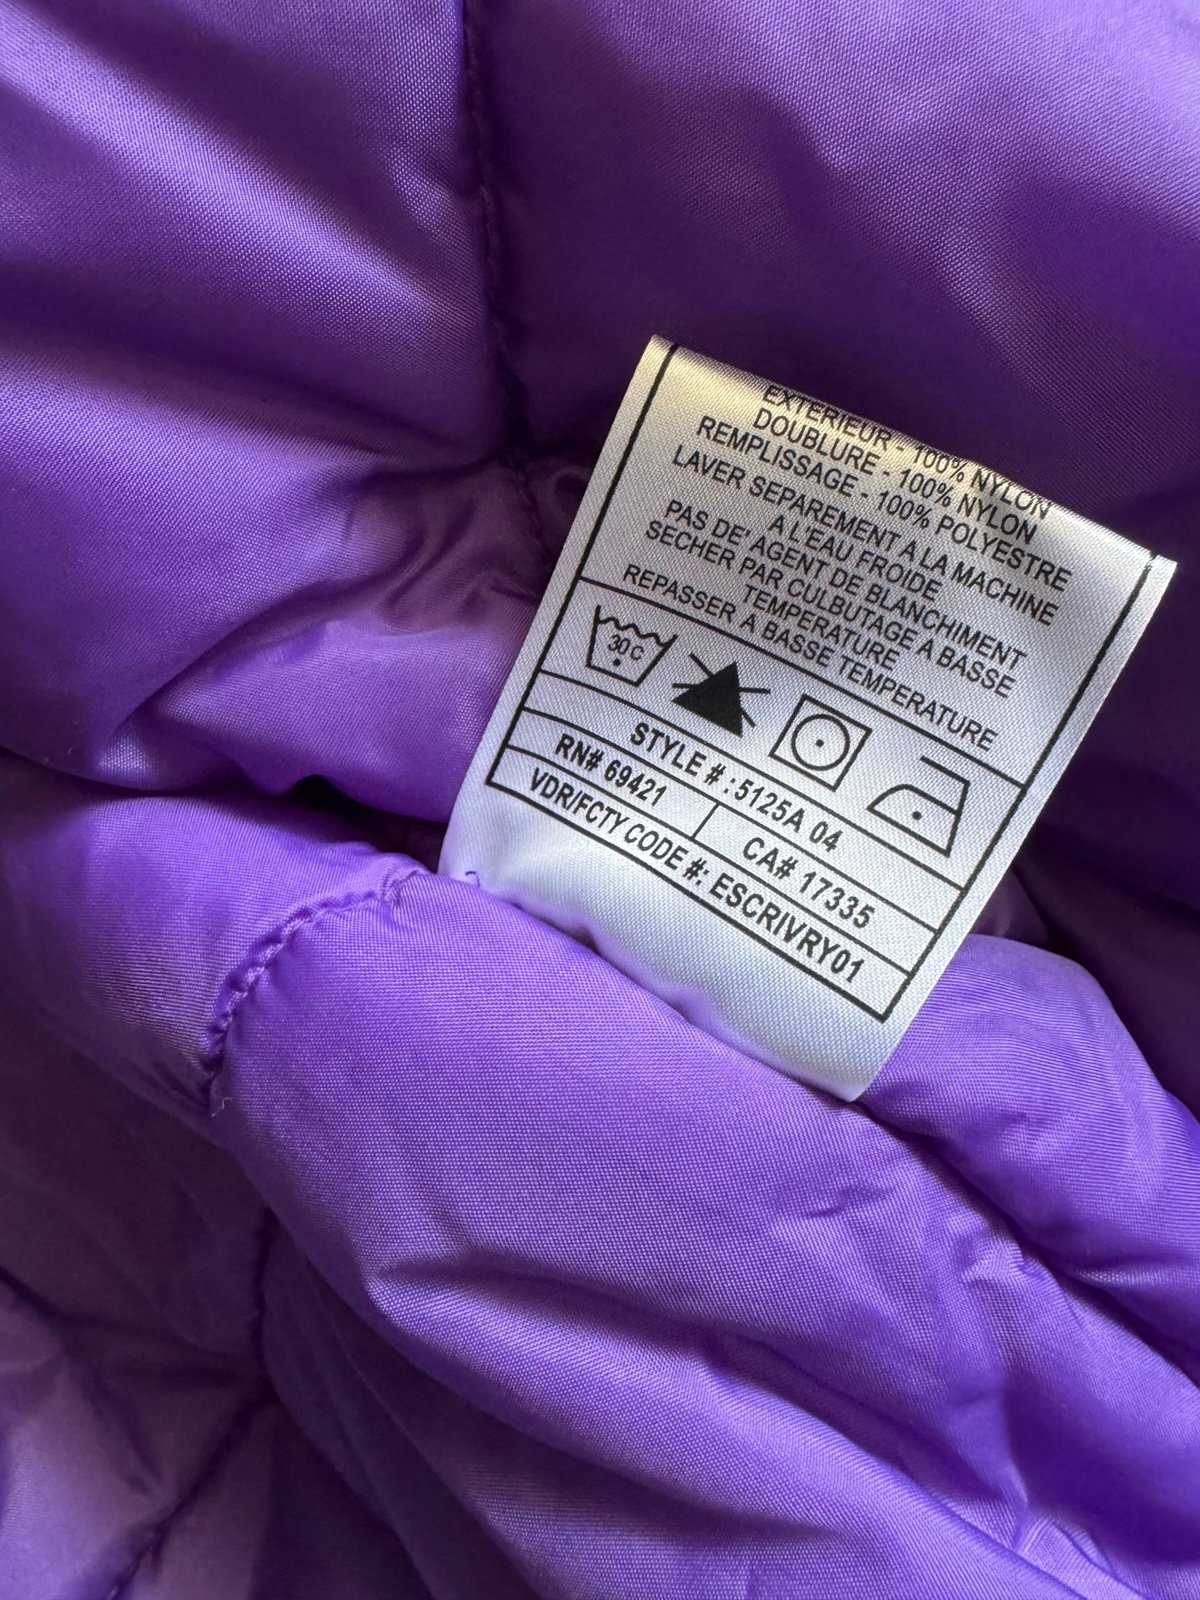 EXTERIEUR - 100% NYLON
DOUBLURE - 100% NYLON
REMPLISSAGE - 100% POLYESTRE
LAVER SEPAREMENT A LA MACHINE
A L'EAU FROIDE
PAS DE' AGENT DE BLANCHIMENT
SECHER PAR CULBUTAGE A BASSE
TEMPERATURE
REPASSER A BASSE TEMPERATURE
30 C
STYLE # : 5125A 04
RN# 69421 CA# 17335
VDR/FCTY CODE #: ESCRIVRY01